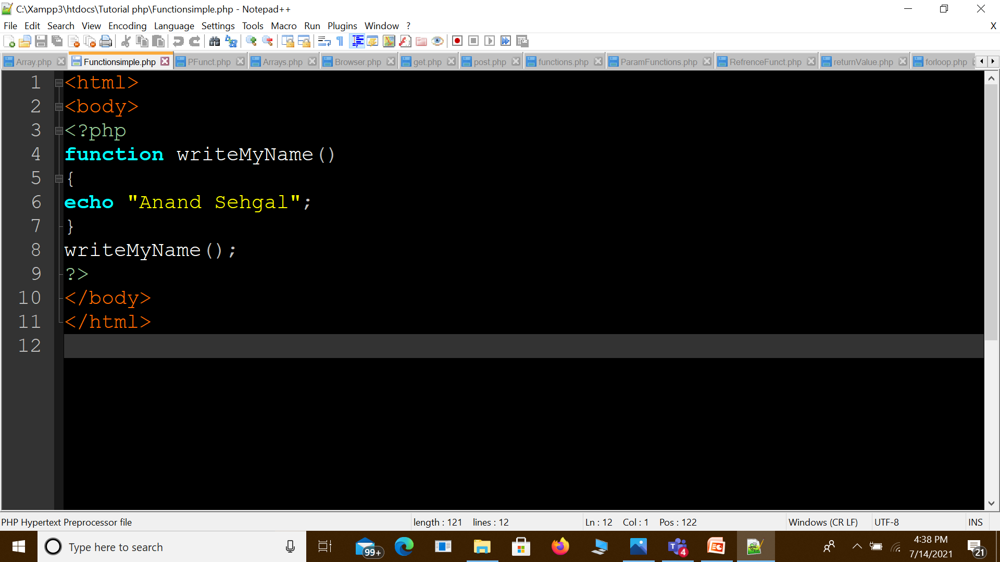 C:\Xampp3\htdocs\Tutorial php\Functionsimple.php - Notepad++
File Edit Search View Encoding Language Settings Tools Macro Run Plugins Window ? X
Array.php Functionsimple.php PFunct.php Arrays.php Browser.php get.php post.php functions.php ParamFunctions.php RefrenceFunct.php returnValue.php forloop.php
1 <html>
2 <body>
3 <?php
4 function writeMyName()
5 {
6 echo "Anand Sehgal";
7 }
8 writeMyName();
9 ?>
10 </body>
11 </html>
12
PHP Hypertext Preprocessor file length : 121 lines : 12 Ln : 12 Col : 1 Pos : 122 Windows (CR LF) UTF-8 INS
Type here to search 99+ 4 4:38 PM
7/14/2021 21